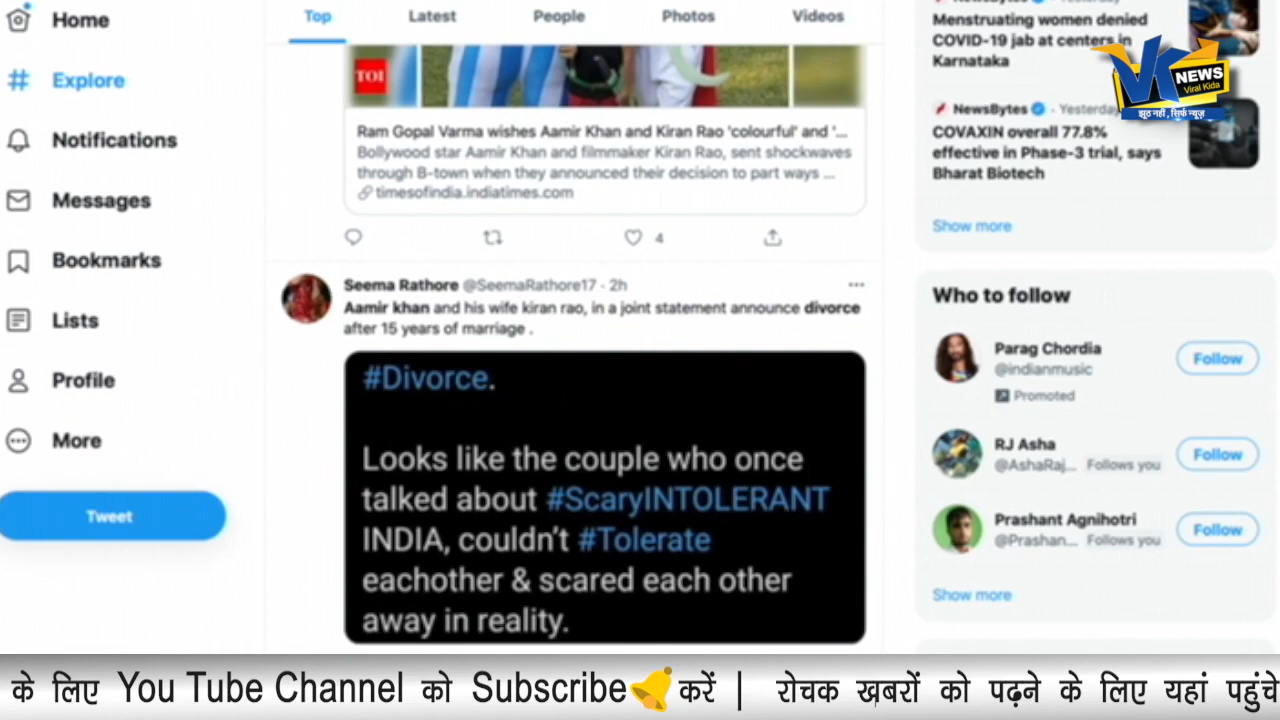 Home
Explore
Notifications
Messages
Bookmarks
Lists
Profile
More
Tweet
Top Latest People Photos Videos
TOI
Ram Gopal Varma wishes Aamir Khan and Kiran Rao 'colourful' and '...
Bollywood star Aamir Khan and filmmaker Kiran Rao, sent shockwaves
through B-town when they announced their decision to part ways ...
timesofindia.indiatimes.com
4
Seema Rathore @SeemaRathore17 · 2h
Aamir khan and his wife kiran rao, in a joint statement announce divorce
after 15 years of marriage .
#Divorce.
Looks like the couple who once
talked about #ScaryINTOLERANT
INDIA, couldn't #Tolerate
eachother & scared each other
away in reality.
Menstruating women denied
COVID-19 jab at centers in
Karnataka
NewsBytes · Yesterday
COVAXIN overall 77.8%
effective in Phase-3 trial, says
Bharat Biotech
Show more
VK NEWS
Viral Kida
झूठ नहीं, सिर्फ न्यूज़
Who to follow
Parag Chordia
@indianmusic
Promoted
Follow
RJ Asha
@AshaRaj... Follows you
Follow
Prashant Agnihotri
@Prashan... Follows you
Follow
Show more
के लिए You Tube Channel को Subscribe करें | रोचक ख़बरों को पढ़ने के लिए यहां पहुंचे